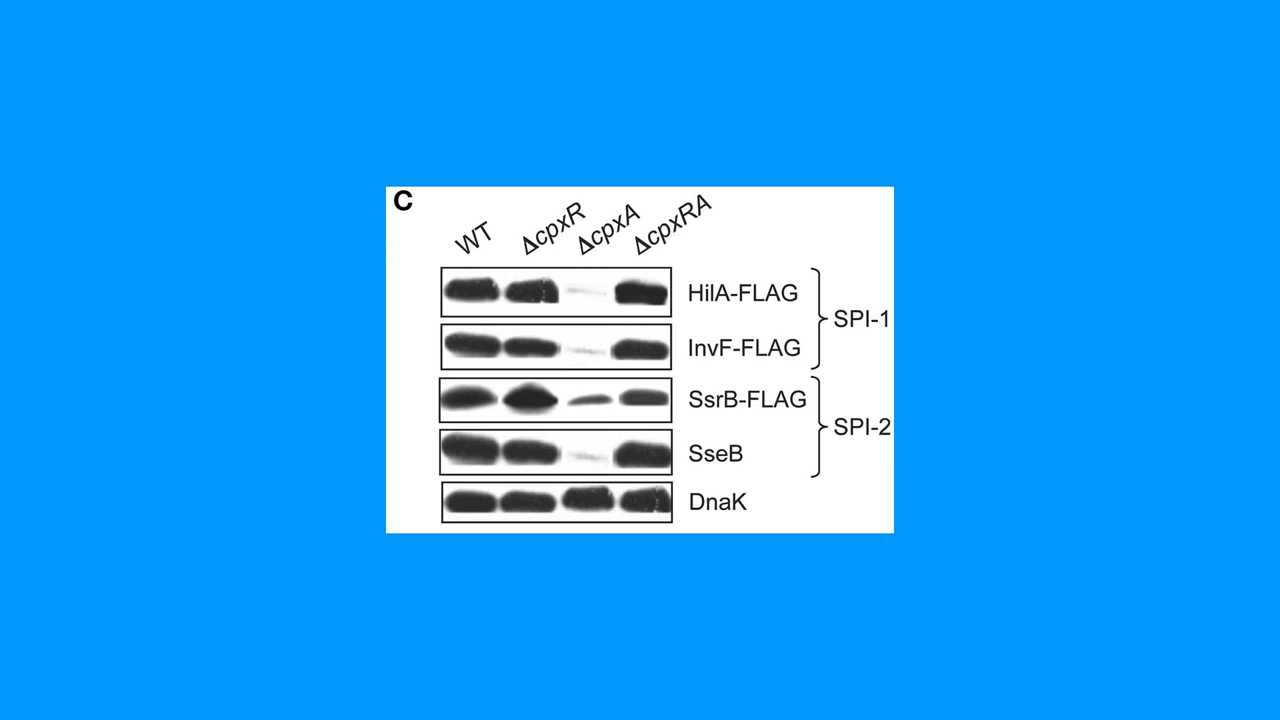 C
WT ΔcpxR ΔcpxA ΔcpxRA
HilA-FLAG
SPI-1
InvF-FLAG
SsrB-FLAG
SPI-2
SseB
DnaK